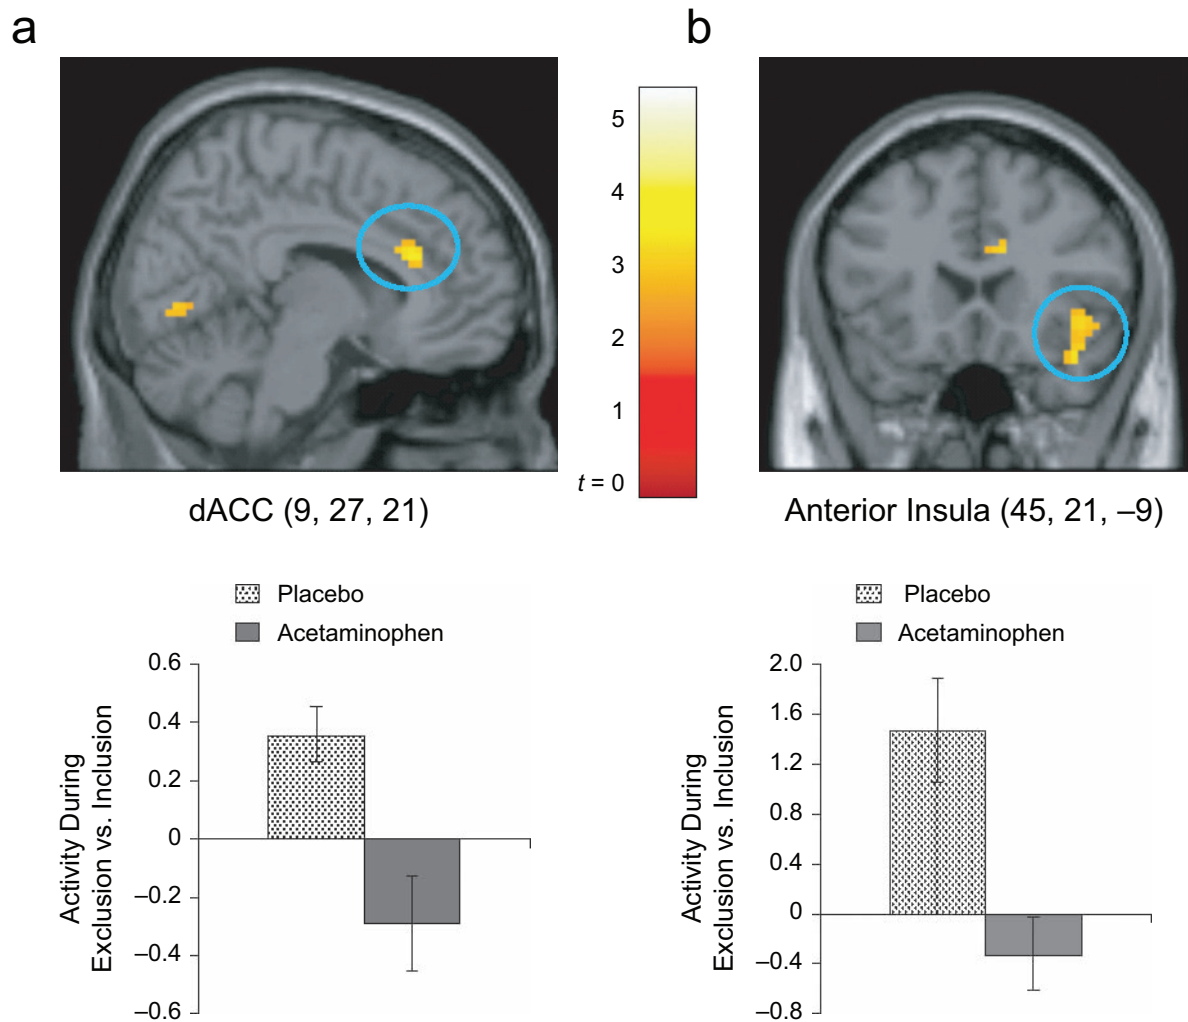 a
b
5
4
3
2
1
t = 0
dACC (9, 27, 21)
Anterior Insula (45, 21, –9)
Placebo
Acetaminophen
0.6
0.4
0.2
0
–0.2
–0.4
–0.6
Activity During
Exclusion vs. Inclusion
Placebo
Acetaminophen
2.0
1.6
1.2
0.8
0.4
0
–0.4
–0.8
Activity During
Exclusion vs. Inclusion